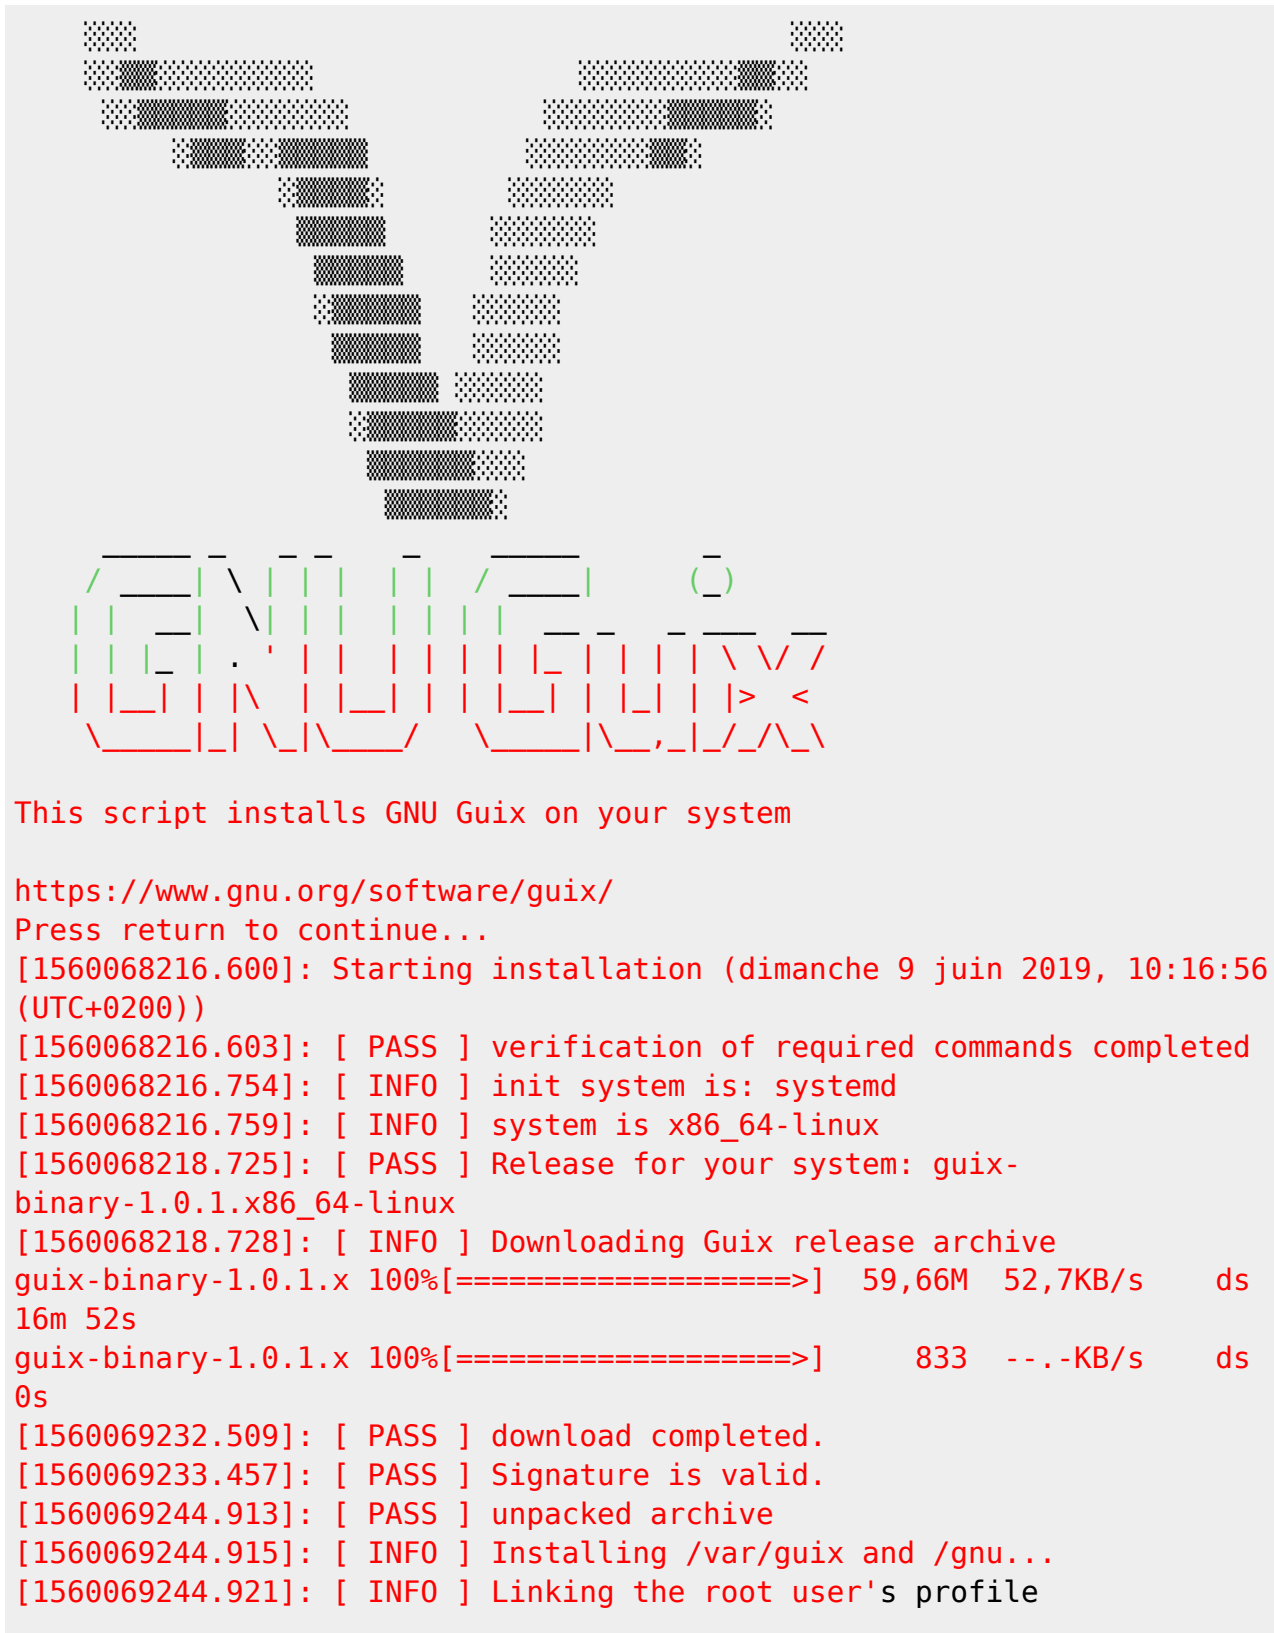 This script installs GNU Guix on your system
https://www.gnu.org/software/guix/
Press return to continue...
[1560068216.600]: Starting installation (dimanche 9 juin 2019, 10:16:56
(UTC+0200))
[1560068216.603]: [ PASS ] verification of required commands completed
[1560068216.754]: [ INFO ] init system is: systemd
[1560068216.759]: [ INFO ] system is x86_64-linux
[1560068218.725]: [ PASS ] Release for your system: guix-
binary-1.0.1.x86_64-linux
[1560068218.728]: [ INFO ] Downloading Guix release archive
guix-binary-1.0.1.x 100%[===================>]  59,66M  52,7KB/s    ds
16m 52s
guix-binary-1.0.1.x 100%[===================>]     833  --.-KB/s    ds
0s
[1560069232.509]: [ PASS ] download completed.
[1560069233.457]: [ PASS ] Signature is valid.
[1560069244.913]: [ PASS ] unpacked archive
[1560069244.915]: [ INFO ] Installing /var/guix and /gnu...
[1560069244.921]: [ INFO ] Linking the root user's profile